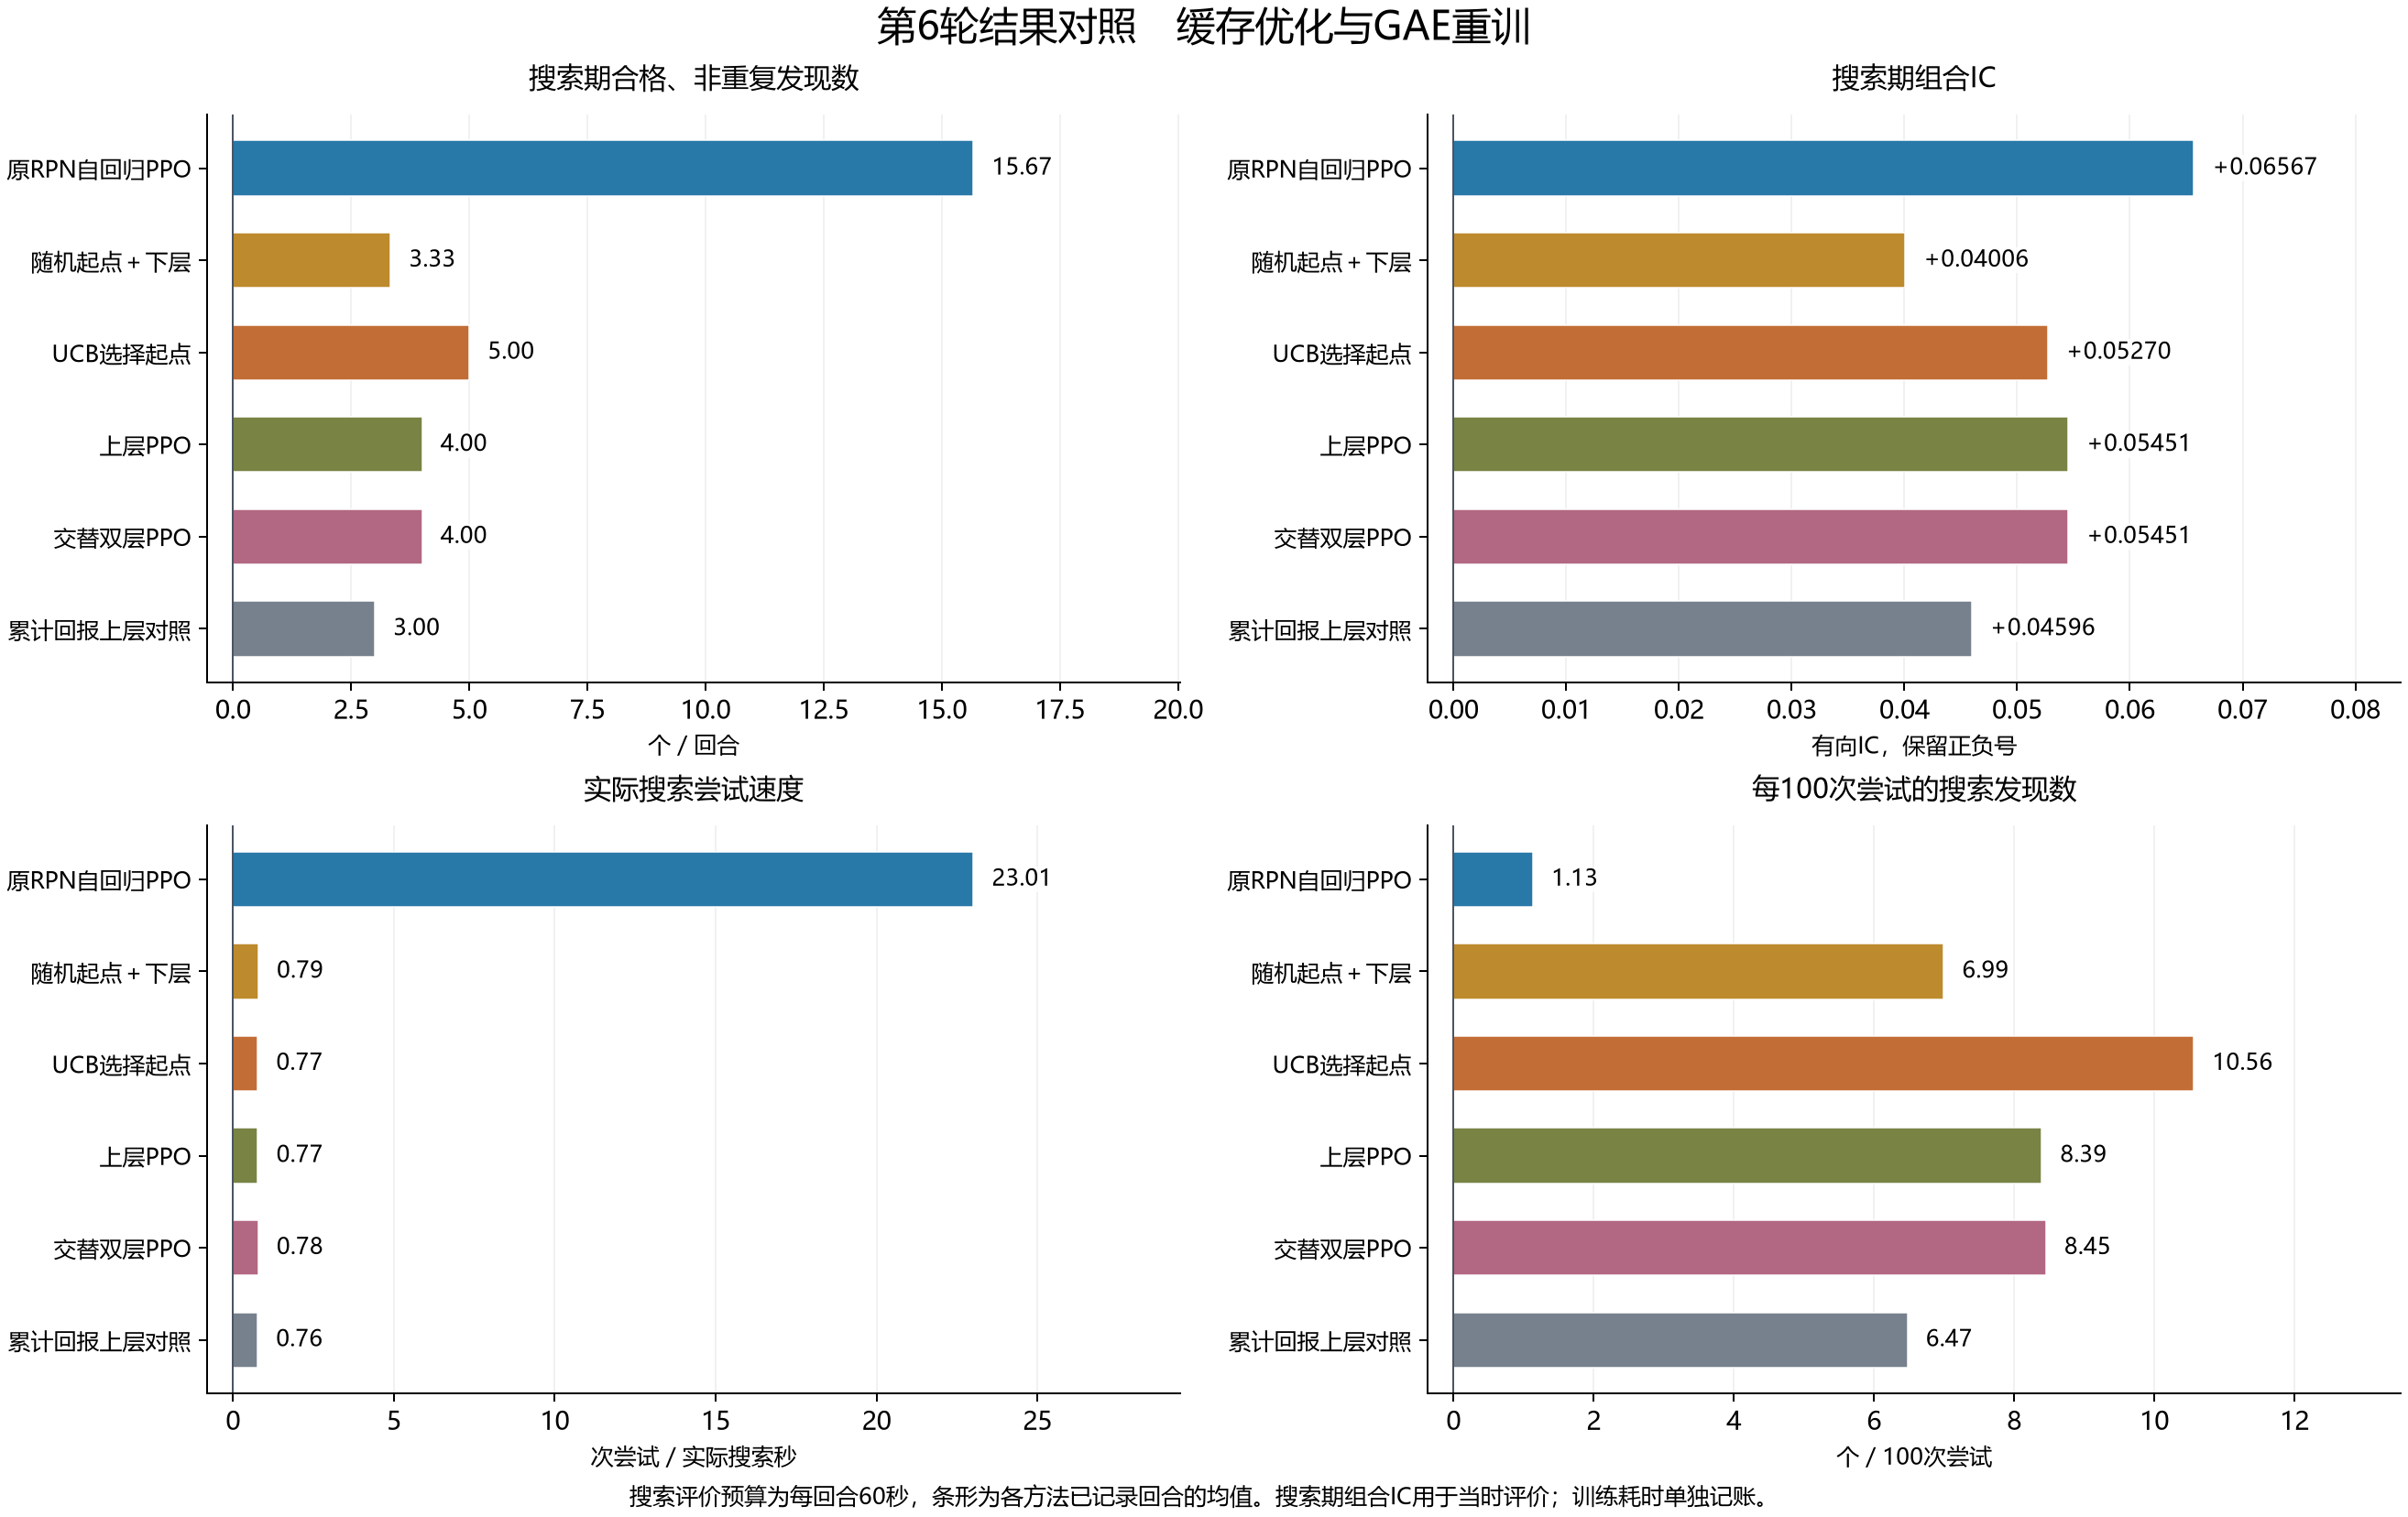 第6轮结果对照　缓存优化与GAE重训
搜索期合格、非重复发现数
原RPN自回归PPO
15.67
随机起点＋下层
3.33
UCB选择起点
5.00
上层PPO
4.00
交替双层PPO
4.00
累计回报上层对照
3.00
0.0 2.5 5.0 7.5 10.0 12.5 15.0 17.5 20.0
个 / 回合
搜索期组合IC
原RPN自回归PPO
+0.06567
随机起点＋下层
+0.04006
UCB选择起点
+0.05270
上层PPO
+0.05451
交替双层PPO
+0.05451
累计回报上层对照
+0.04596
0.00 0.01 0.02 0.03 0.04 0.05 0.06 0.07 0.08
有向IC，保留正负号
实际搜索尝试速度
原RPN自回归PPO
23.01
随机起点＋下层
0.79
UCB选择起点
0.77
上层PPO
0.77
交替双层PPO
0.78
累计回报上层对照
0.76
0 5 10 15 20 25
次尝试 / 实际搜索秒
每100次尝试的搜索发现数
原RPN自回归PPO
1.13
随机起点＋下层
6.99
UCB选择起点
10.56
上层PPO
8.39
交替双层PPO
8.45
累计回报上层对照
6.47
0 2 4 6 8 10 12
个 / 100次尝试
搜索评价预算为每回合60秒，条形为各方法已记录回合的均值。搜索期组合IC用于当时评价；训练耗时单独记账。